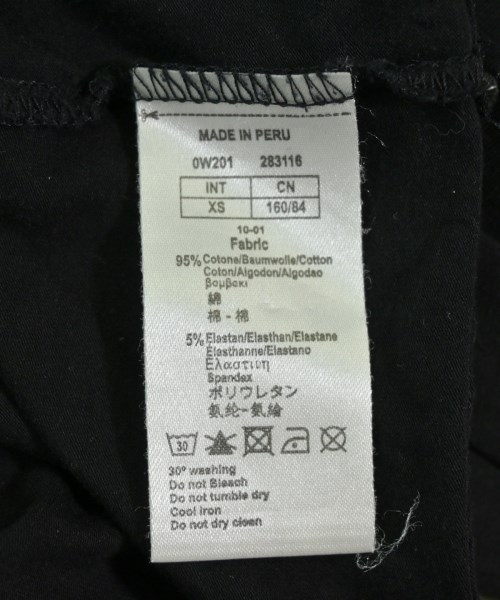 MADE IN PERU
0W201 283116
INT CN
XS 160/84
10-01
Fabric
95% Cotone/Baumwolle/Cotton
Coton/Algodon/Algodao
βαμβακι
綿
棉 - 棉
5% Elastan/Elasthan/Elastane
Elasthanne/Elastano
Ελαστινη
Spandex
ポリウレタン
氨纶-氨綸
30
30° washing
Do not Bleach
Do not tumble dry
Cool iron
Do not dry clean